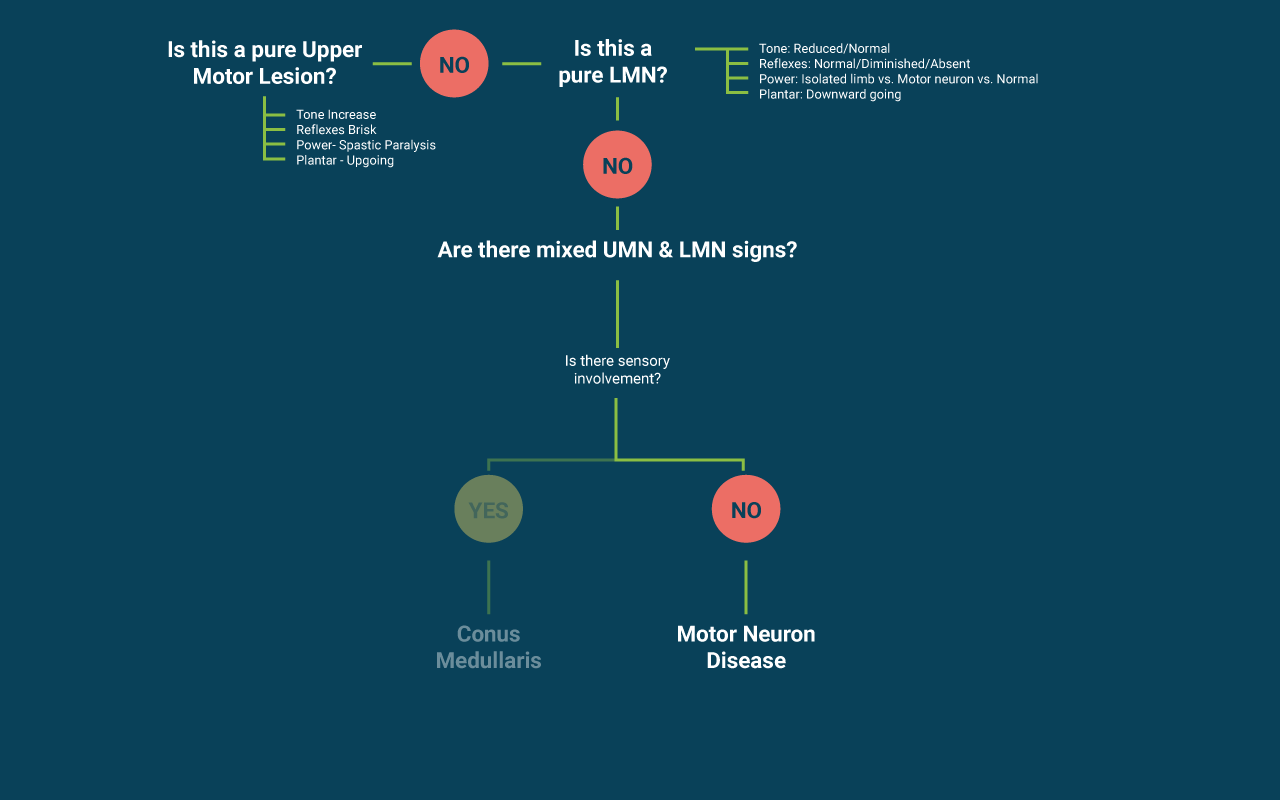 Is this a pure Upper
Motor Lesion?
NO
Is this a
pure LMN?
Tone: Reduced/Normal
Reflexes: Normal/Diminished/Absent
Power: Isolated limb vs. Motor neuron vs. Normal
Plantar: Downward going
Tone Increase
Reflexes Brisk
Power- Spastic Paralysis
Plantar - Upgoing
NO
Are there mixed UMN & LMN signs?
Is there sensory
involvement?
YES
NO
Conus
Medullaris
Motor Neuron
Disease